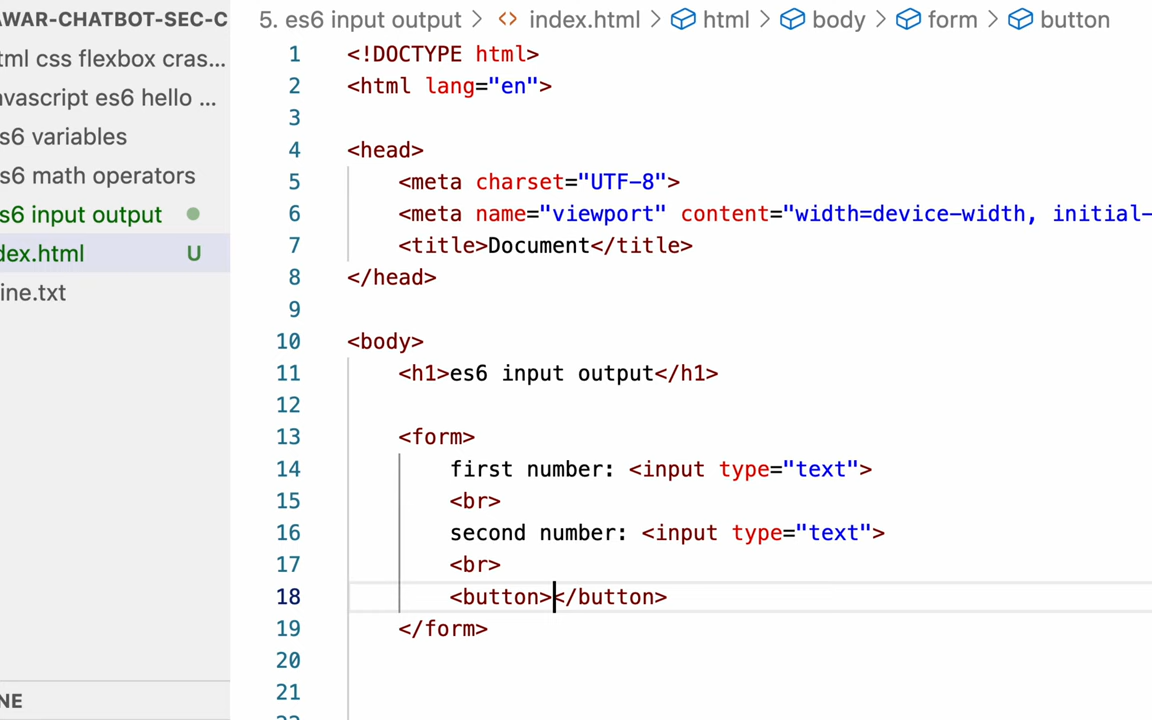 AWAR-CHATBOT-SEC-C
tml css flexbox cras...
avascript es6 hello ...
s6 variables
s6 math operators
s6 input output
dex.html U
ine.txt
NE
5. es6 input output > <> index.html > html > body > form > button
1 <!DOCTYPE html>
2 <html lang="en">
3
4 <head>
5 <meta charset="UTF-8">
6 <meta name="viewport" content="width=device-width, initial-
7 <title>Document</title>
8 </head>
9
10 <body>
11 <h1>es6 input output</h1>
12
13 <form>
14 first number: <input type="text">
15 <br>
16 second number: <input type="text">
17 <br>
18 <button></button>
19 </form>
20
21